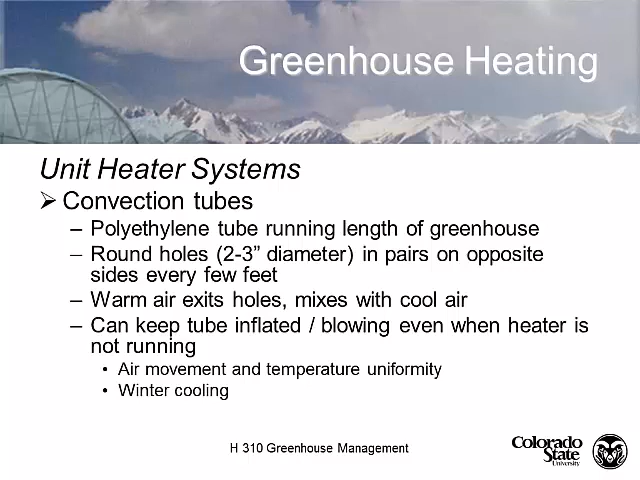 Greenhouse Heating
Unit Heater Systems
➢ Convection tubes
– Polyethylene tube running length of greenhouse
– Round holes (2-3” diameter) in pairs on opposite
sides every few feet
– Warm air exits holes, mixes with cool air
– Can keep tube inflated / blowing even when heater is
not running
• Air movement and temperature uniformity
• Winter cooling
H 310 Greenhouse Management
Colorado
State
University